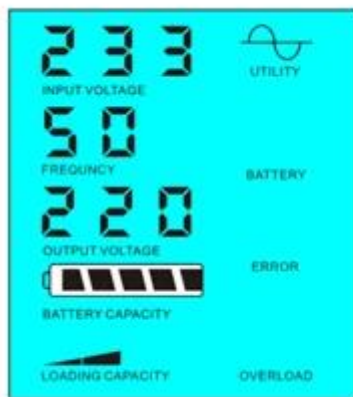 233
UTILITY
INPUT VOLTAGE
50
FREQUNCY
BATTERY
220
OUTPUT VOLTAGE
ERROR
BATTERY CAPACITY
LOADING CAPACITY
OVERLOAD